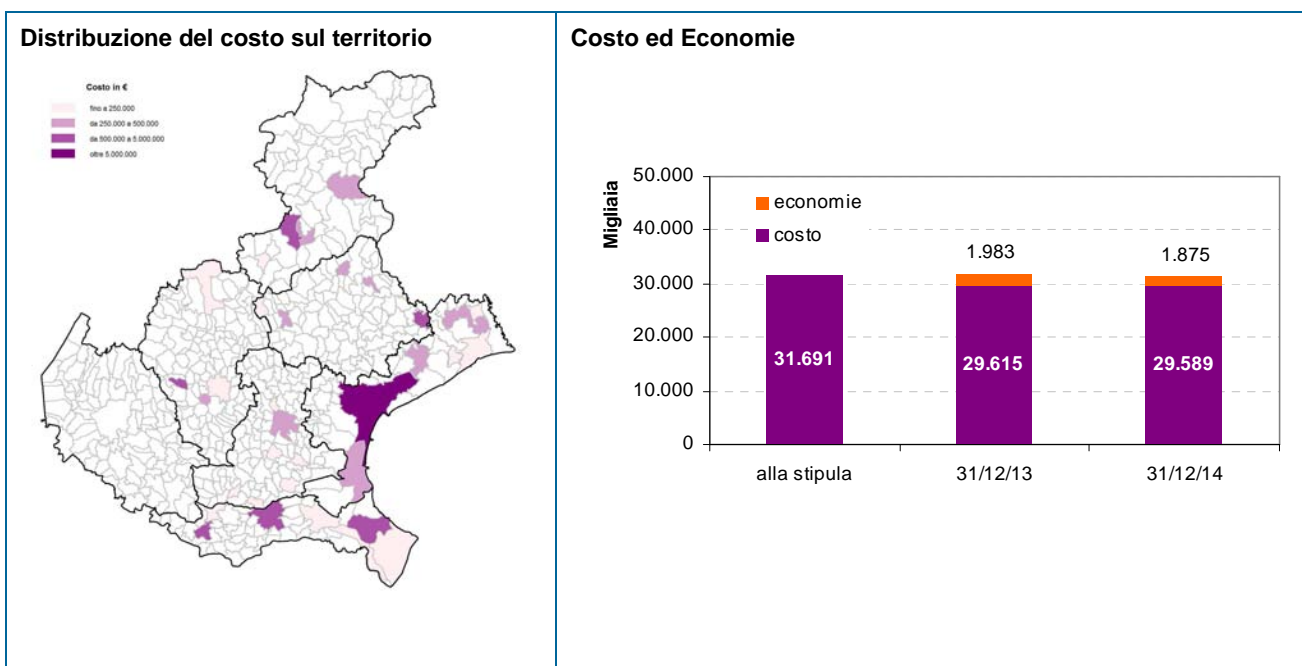 Distribuzione del costo sul territorio
Costo in €
fino a 250.000
da 250.000 a 500.000
da 500.000 a 5.000.000
oltre 5.000.000
Costo ed Economie
Migliaia
50.000
40.000
30.000
20.000
10.000
0
economie
costo
1.983
1.875
31.691
29.615
29.589
alla stipula
31/12/13
31/12/14